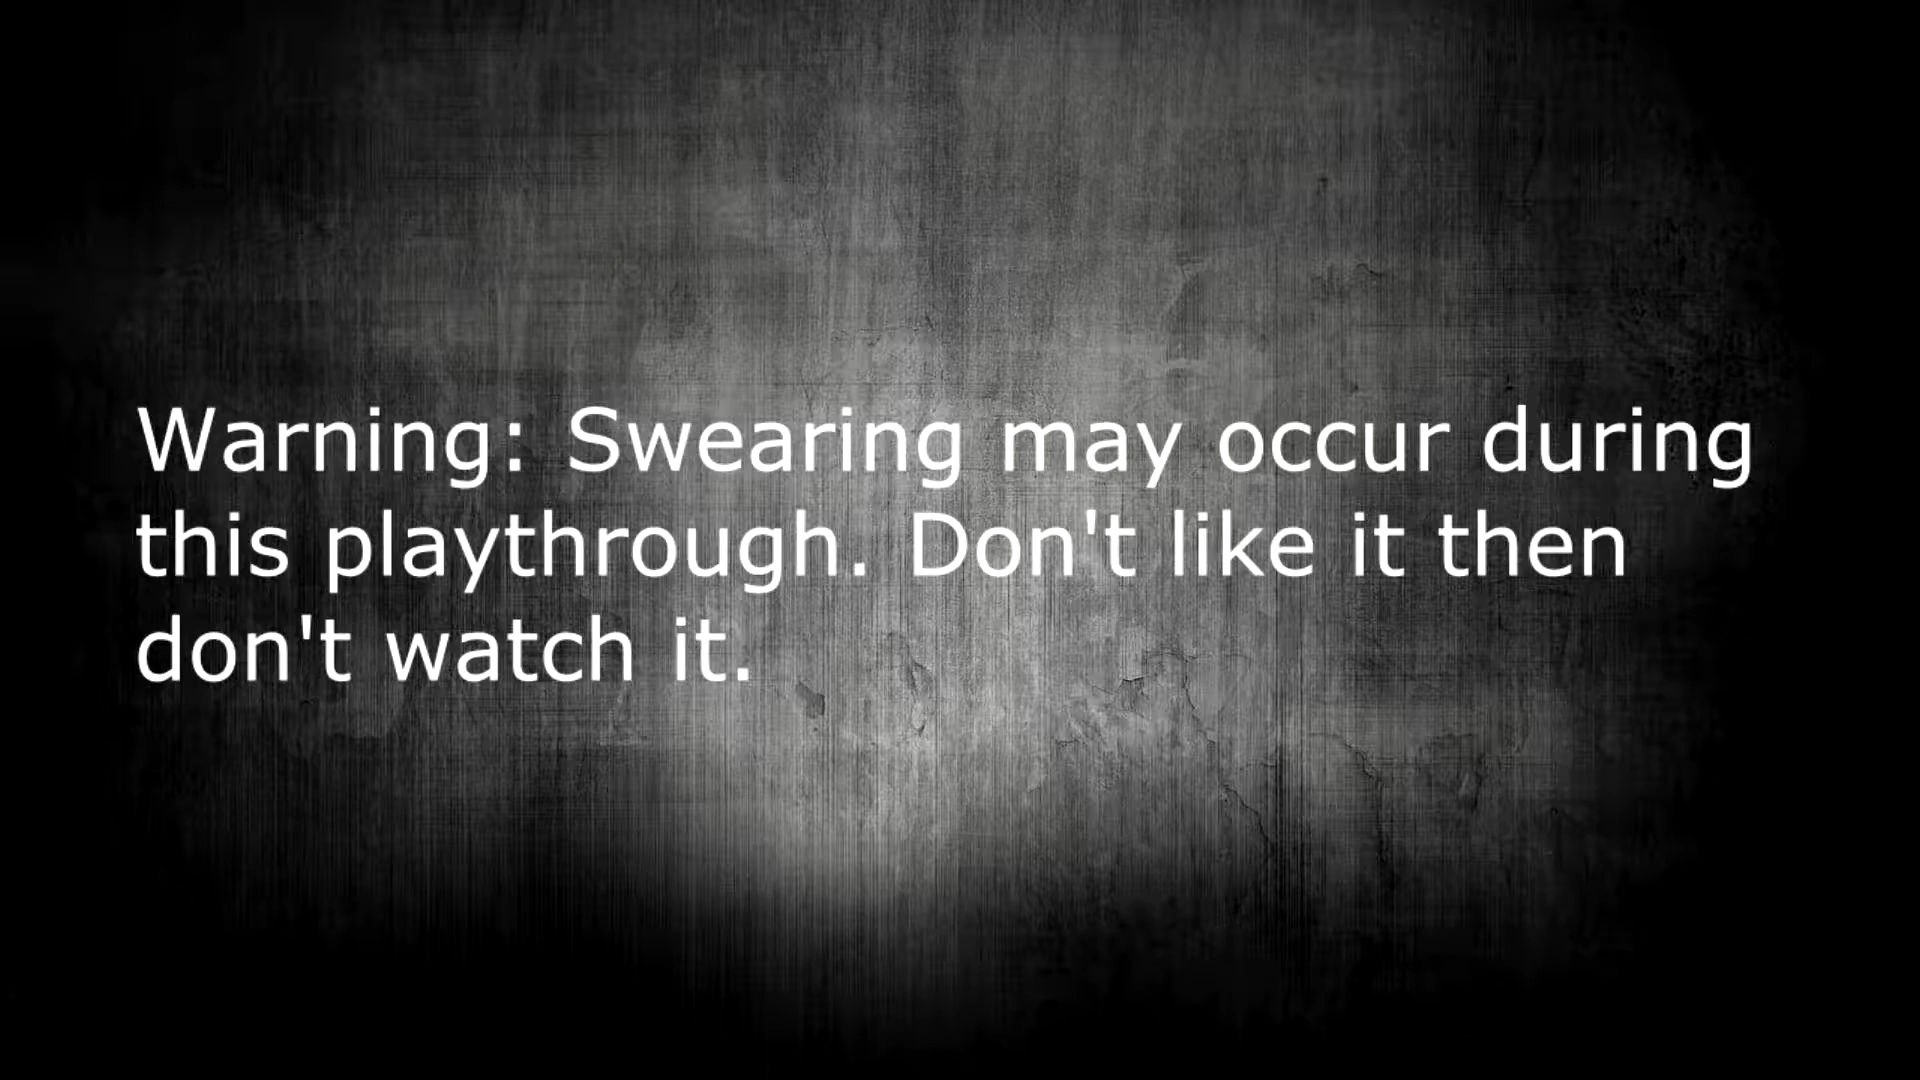 Warning: Swearing may occur during
this playthrough. Don't like it then
don't watch it.